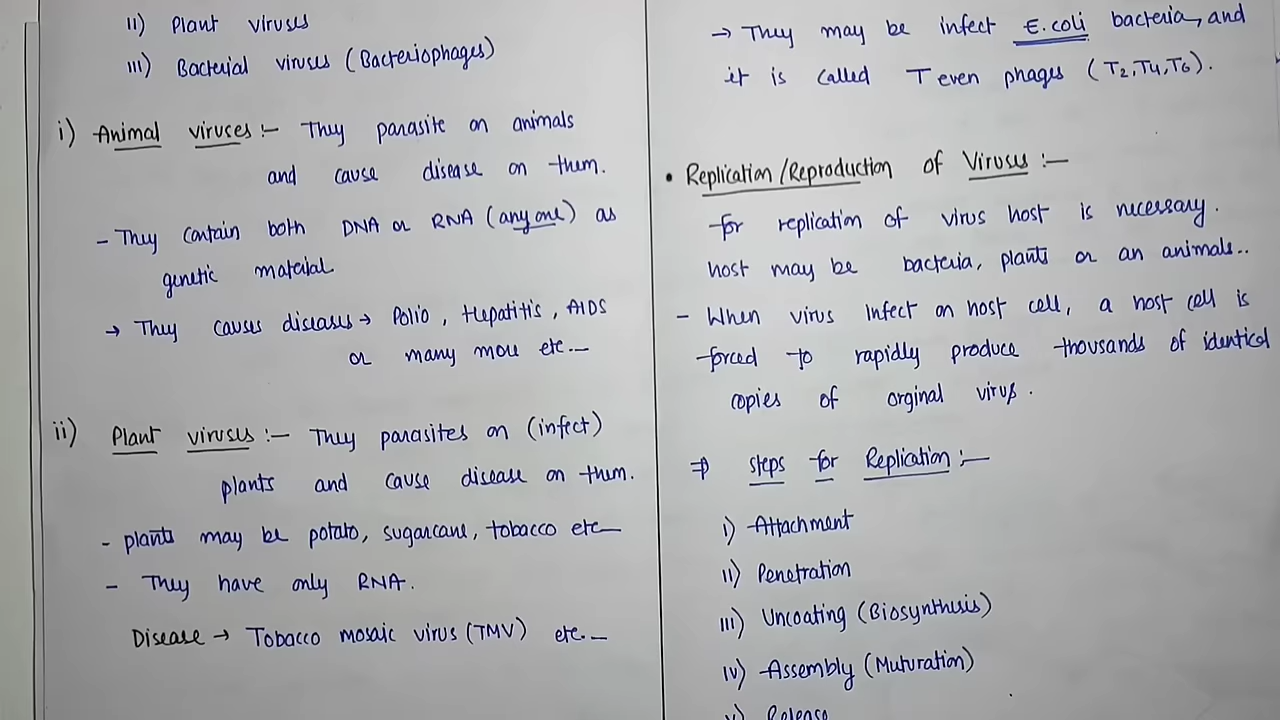 ii) Plant viruses
iii) Bacterial viruses (Bacteriophages)
i) Animal viruces :- They parasite on animals
and cause disease on them.
- They contain both DNA or RNA (any one) as
genetic material
→ They causes diseases → Polio, Hepatitis, AIDS
or many more etc...
ii) Plant viruses :- They parasites on (infect)
plants and cause disease on them.
- plants may be potato, sugarcane, tobacco etc
- They have only RNA.
Disease → Tobacco mosaic virus (TMV) etc...
→ They may be infect E.coli bacteria, and
it is called T even phages (T2, T4, T6).
• Replication/Reproduction of Viruses :-
for replication of virus host is necessary.
host may be bacteria, plants or an animals..
- When virus infect on host cell, a host cell is
forced to rapidly produce thousands of identical
copies of orginal virus.
⇒ Steps for Replication :-
i) Attachment
ii) Penetration
iii) Uncoating (Biosynthesis)
iv) Assembly (Muturation)
v) Release